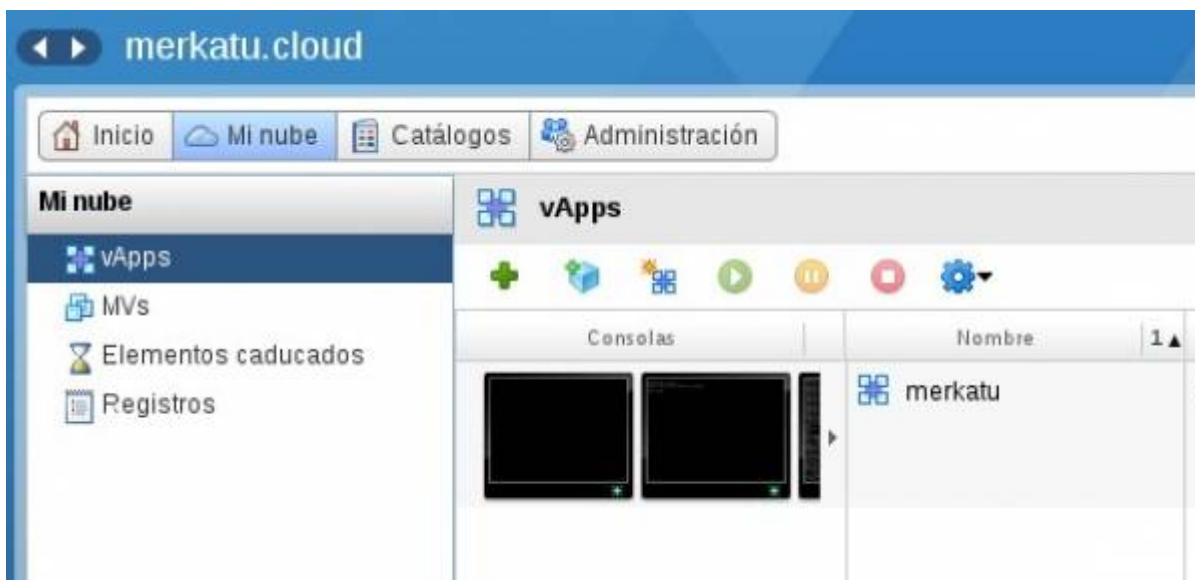 merkatu.cloud
Inicio Mi nube Catálogos Administración
Mi nube
vApps
MVs
Elementos caducados
Registros
vApps
Consolas Nombre 1
merkatu